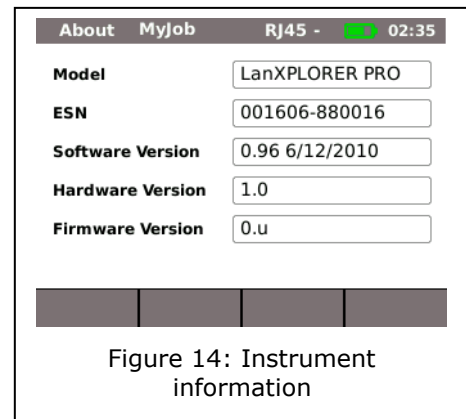 About MyJob RJ45 - 02:35
Model LanXPLORER PRO
ESN 001606-880016
Software Version 0.96 6/12/2010
Hardware Version 1.0
Firmware Version 0.u
Figure 14: Instrument
information